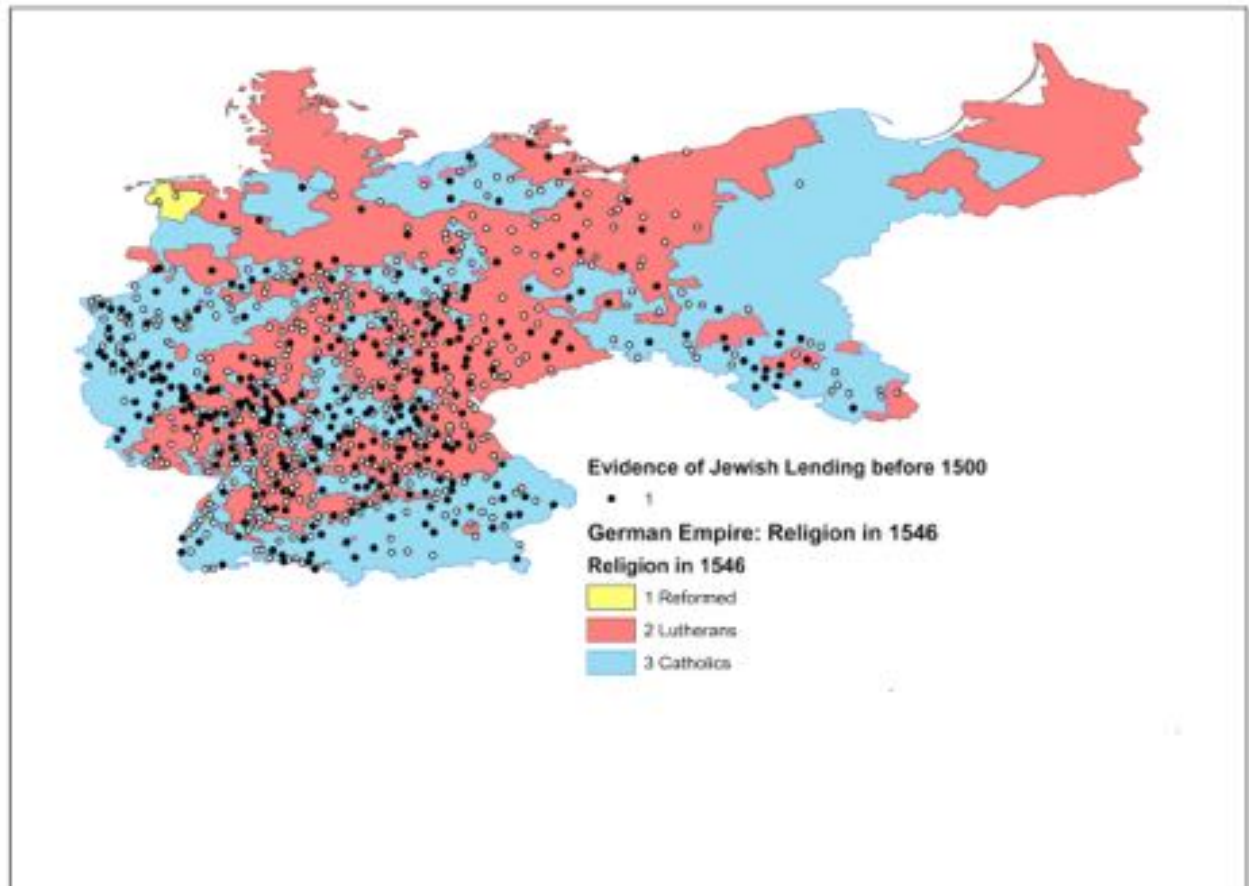 Evidence of Jewish Lending before 1500
1
German Empire: Religion in 1546
Religion in 1546
1 Reformed
2 Lutherans
3 Catholics